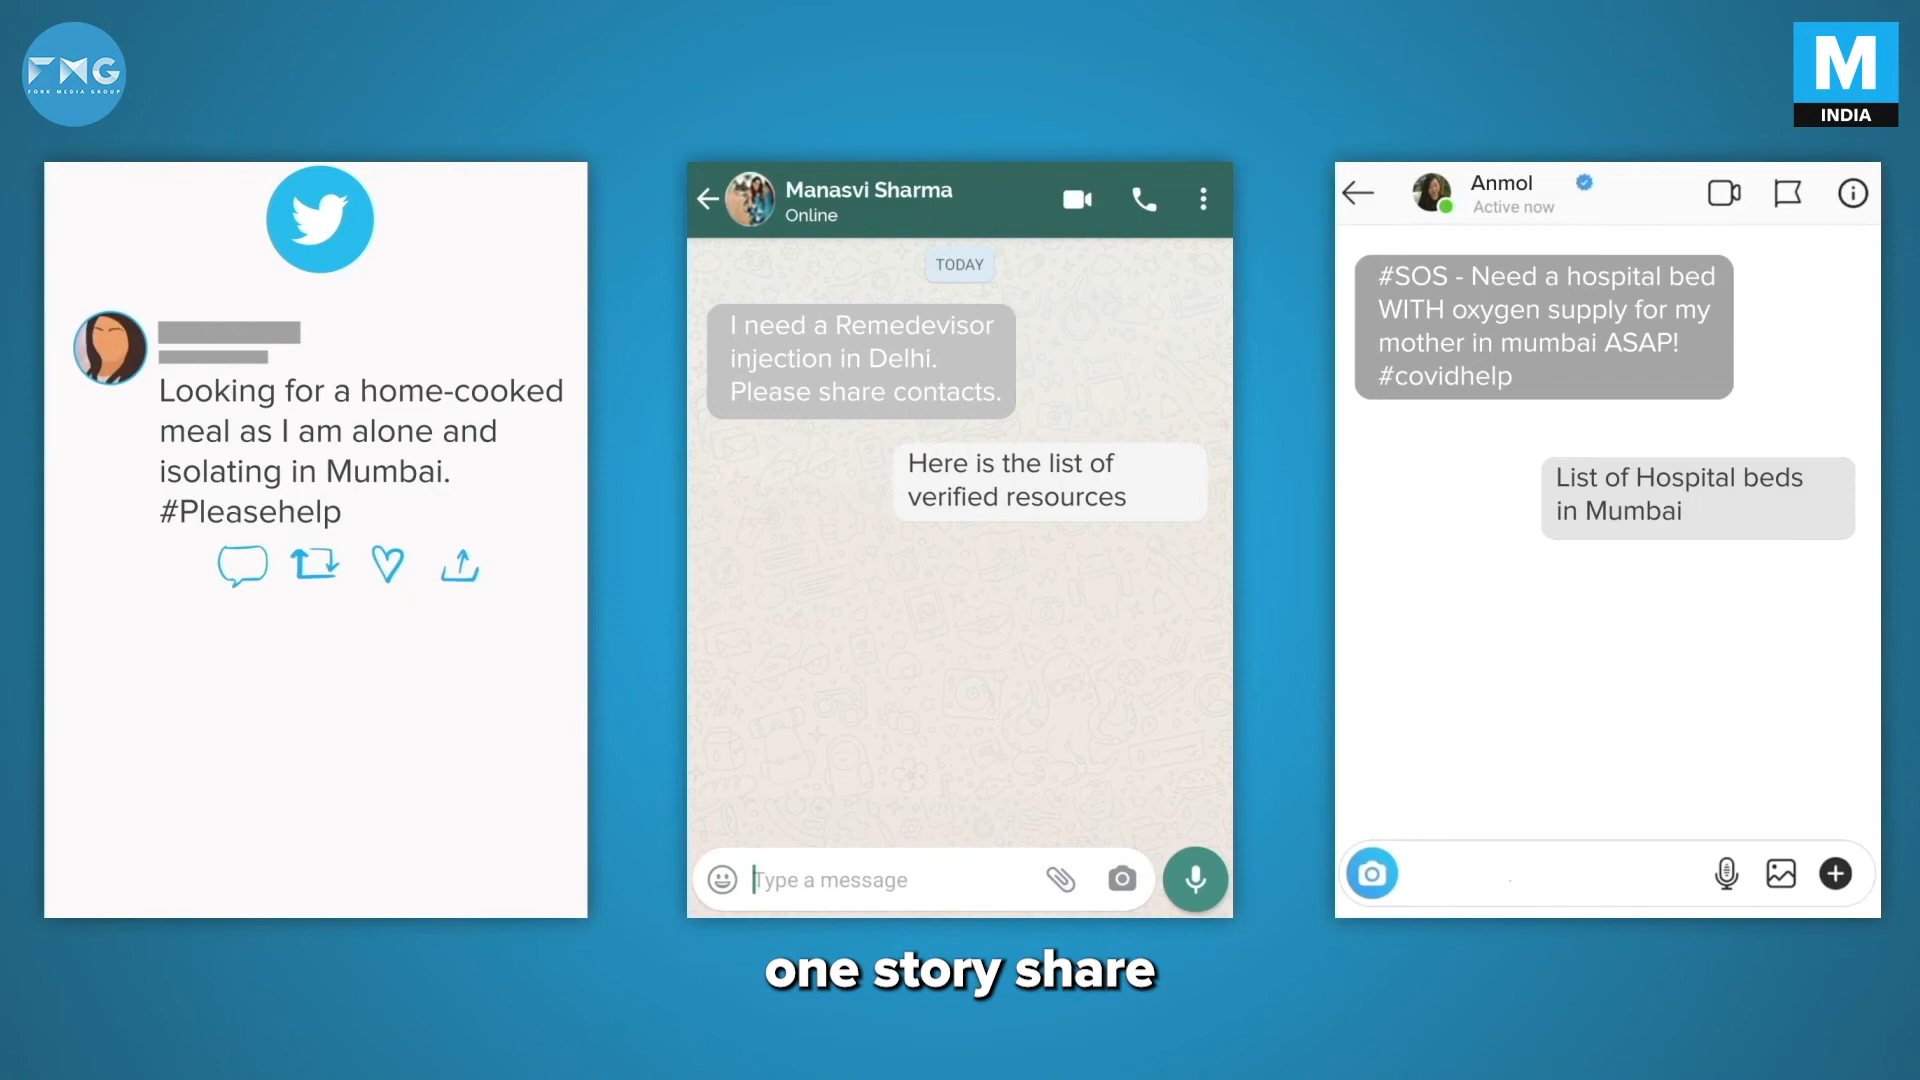 FMG
FORK MEDIA GROUP
M
INDIA
Looking for a home-cooked
meal as I am alone and
isolating in Mumbai.
#Pleasehelp
Manasvi Sharma
Online
TODAY
I need a Remedevisor
injection in Delhi.
Please share contacts.
Here is the list of
verified resources
Type a message
Anmol
Active now
#SOS - Need a hospital bed
WITH oxygen supply for my
mother in mumbai ASAP!
#covidhelp
List of Hospital beds
in Mumbai
one story share